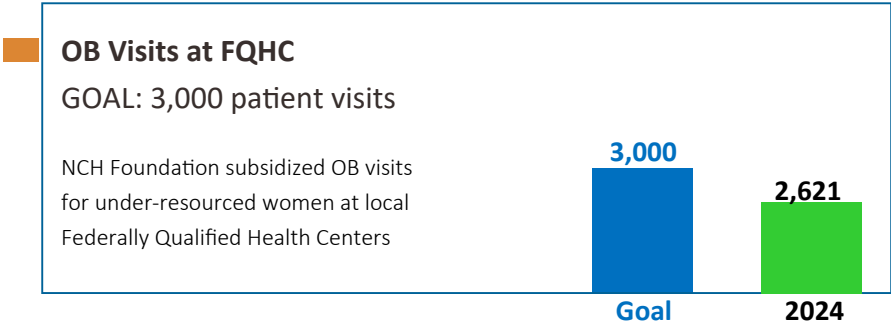 OB Visits at FQHC
GOAL: 3,000 patient visits
NCH Foundation subsidized OB visits
for under-resourced women at local
Federally Qualified Health Centers
3,000
2,621
Goal
2024